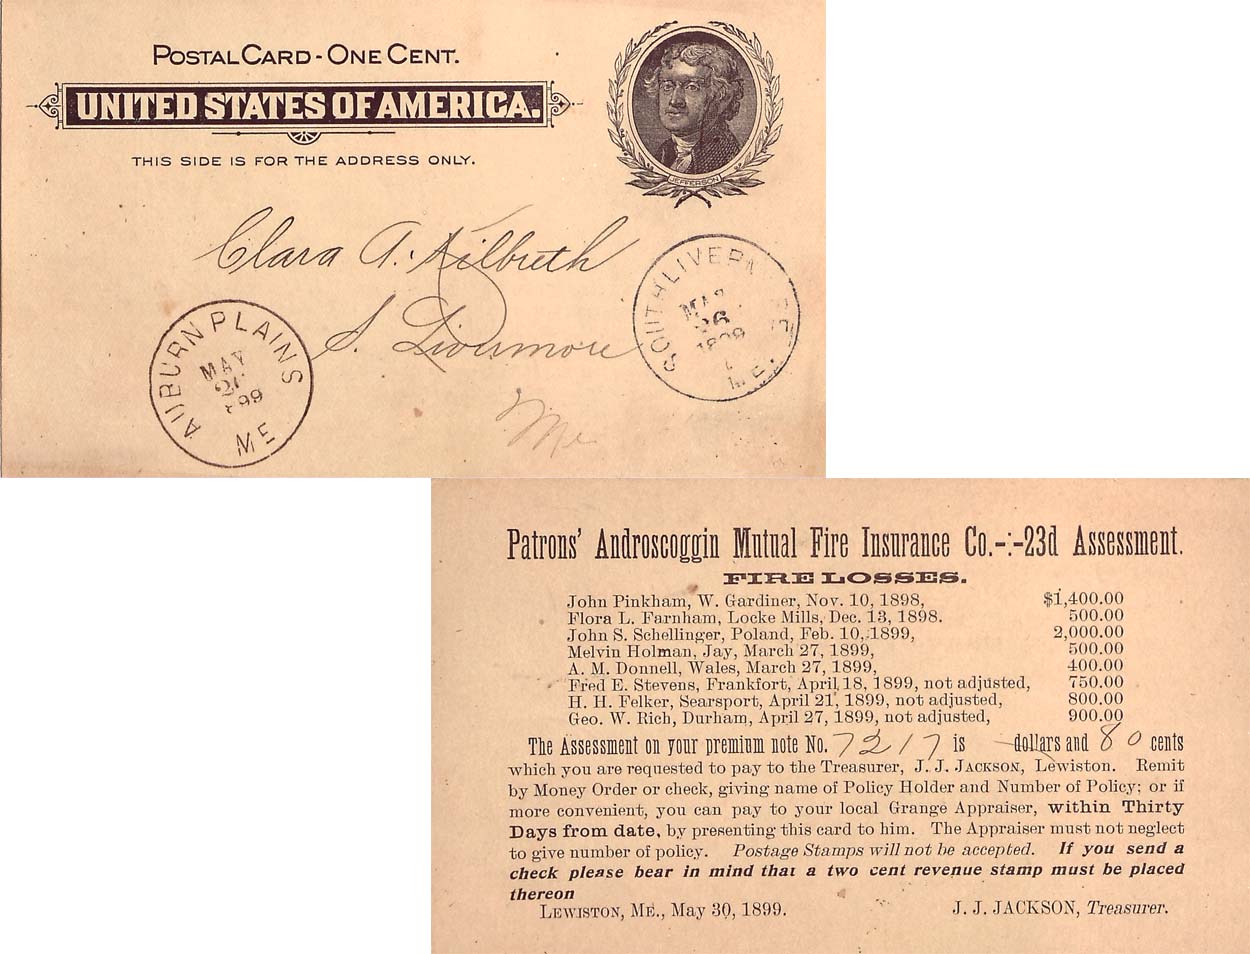 POSTAL CARD - ONE CENT.
UNITED STATES OF AMERICA.
THIS SIDE IS FOR THE ADDRESS ONLY.
JEFFERSON
Clara A. Kilbreth
S. Livermore
Me
AUBURN PLAINS
MAY
899
ME
SOUTH LIVERM RE
MAY
26
1899
ME.
Patrons' Androscoggin Mutual Fire Insurance Co.-:-23d Assessment.
FIRE LOSSES.
John Pinkham, W. Gardiner, Nov. 10, 1898, $1,400.00
Flora L. Farnham, Locke Mills, Dec. 13, 1898. 500.00
John S. Schellinger, Poland, Feb. 10, 1899, 2,000.00
Melvin Holman, Jay, March 27, 1899, 500.00
A. M. Donnell, Wales, March 27, 1899, 400.00
Fred E. Stevens, Frankfort, April 18, 1899, not adjusted, 750.00
H. H. Felker, Searsport, April 21, 1899, not adjusted, 800.00
Geo. W. Rich, Durham, April 27, 1899, not adjusted, 900.00
The Assessment on your premium note No. 7217 is — dollars and 80 cents
which you are requested to pay to the Treasurer, J. J. JACKSON, Lewiston. Remit
by Money Order or check, giving name of Policy Holder and Number of Policy; or if
more convenient, you can pay to your local Grange Appraiser, within Thirty
Days from date, by presenting this card to him. The Appraiser must not neglect
to give number of policy. Postage Stamps will not be accepted. If you send a
check please bear in mind that a two cent revenue stamp must be placed
thereon
LEWISTON, ME., May 30, 1899. J. J. JACKSON, Treasurer.